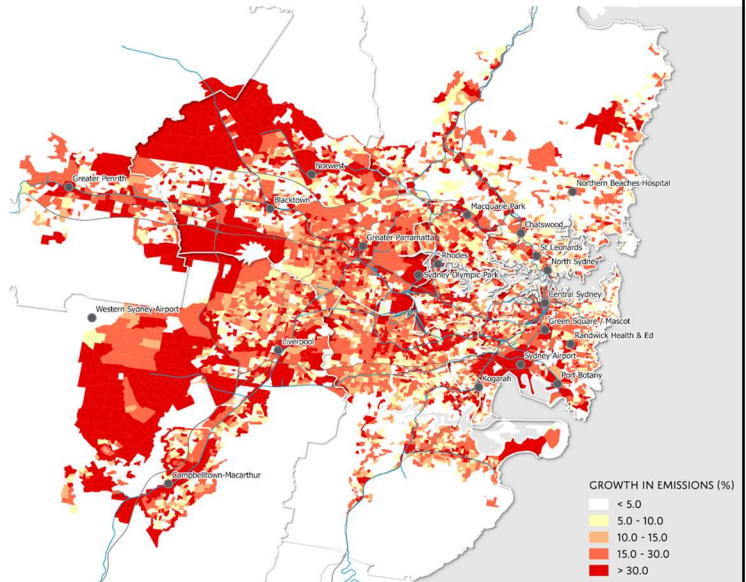 Norwest
Greater Penrith
Northern Beaches Hospital
Blacktown
Macquarie Park
Chatswood
Greater Parramatta
St Leonards
Rhodes
North Sydney
Sydney Olympic Park
Central Sydney
Western Sydney Airport
Green Square / Mascot
Randwick Health & Ed
Liverpool
Sydney Airport
Port Botany
Kogarah
Campbelltown-Macarthur
GROWTH IN EMISSIONS (%)
< 5.0
5.0 - 10.0
10.0 - 15.0
15.0 - 30.0
> 30.0